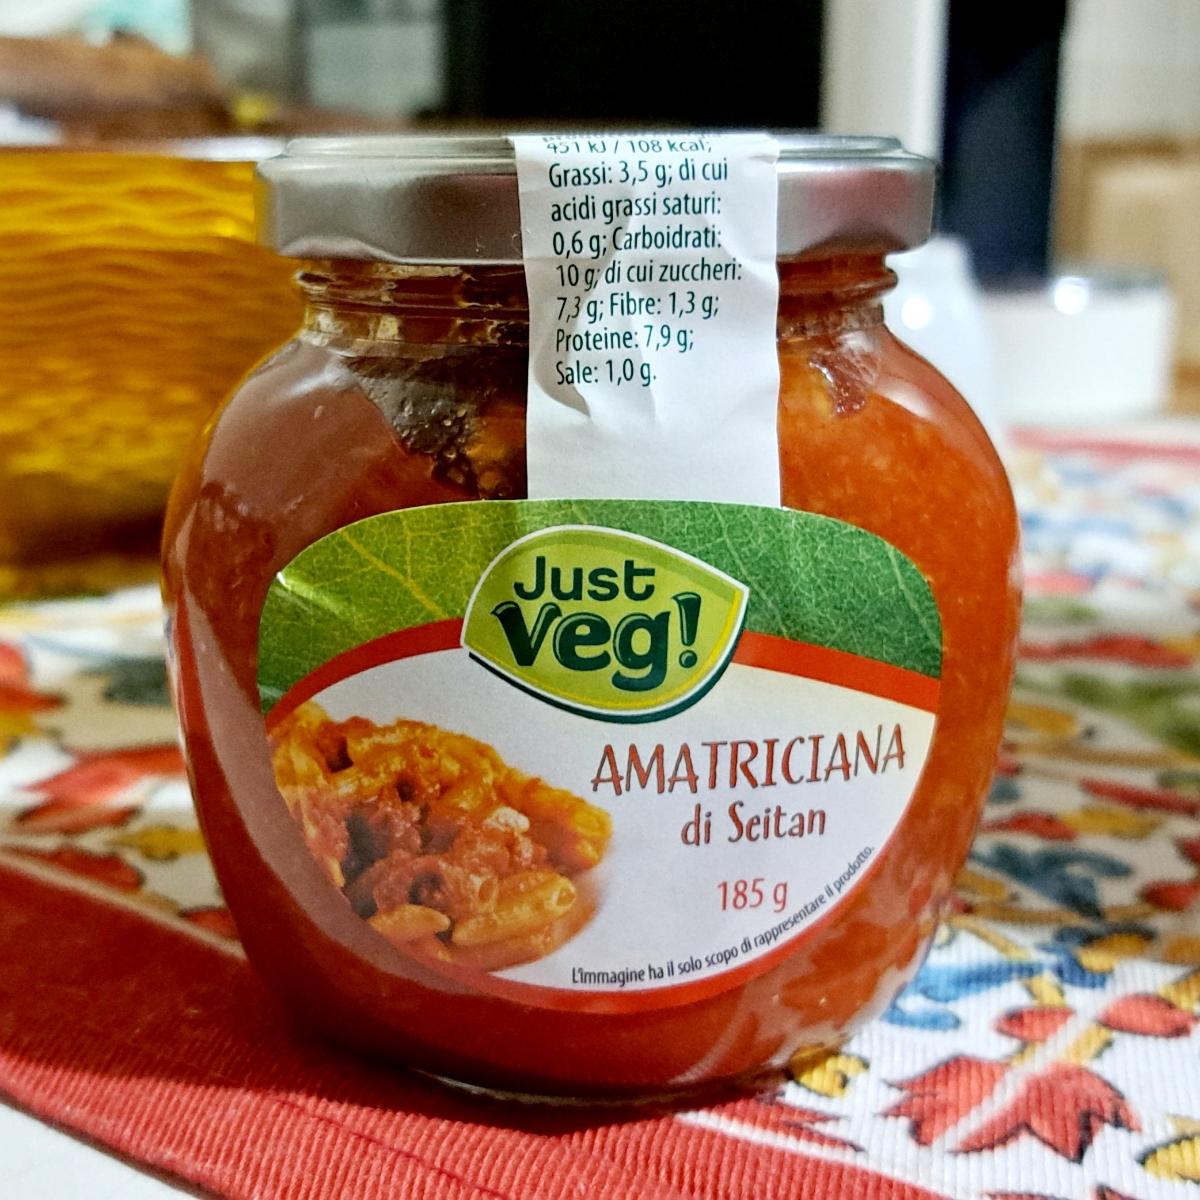 451 kJ / 108 kcal;
Grassi: 3,5 g; di cui
acidi grassi saturi:
0,6 g; Carboidrati:
10 g; di cui zuccheri:
7,3 g; Fibre: 1,3 g;
Proteine: 7,9 g;
Sale: 1,0 g.
Just
Veg!
AMATRICIANA
di Seitan
185 g
L'immagine ha il solo scopo di rappresentare il prodotto.